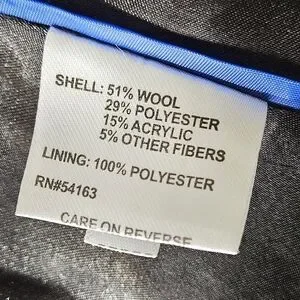 SHELL: 51% WOOL
29% POLYESTER
15% ACRYLIC
5% OTHER FIBERS
LINING: 100% POLYESTER
RN#54163
CARE ON REVERSE